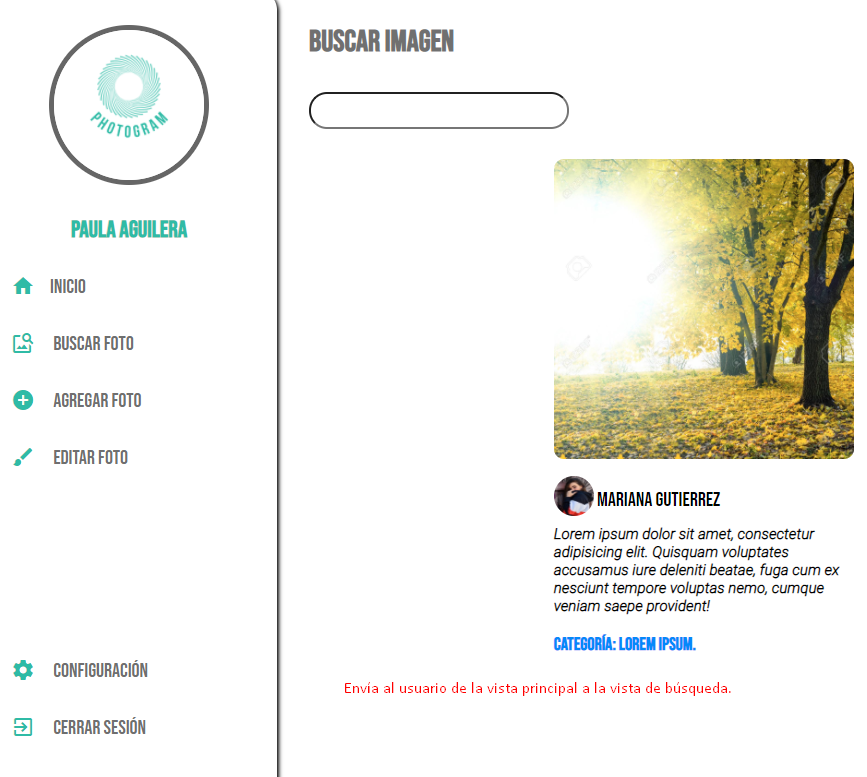 PHOTOGRAM
PAULA AGUILERA
INICIO
BUSCAR FOTO
AGREGAR FOTO
EDITAR FOTO
CONFIGURACIÓN
CERRAR SESIÓN
BUSCAR IMAGEN
MARIANA GUTIERREZ
Lorem ipsum dolor sit amet, consectetur
adipisicing elit. Quisquam voluptates
accusamus iure deleniti beatae, fuga cum ex
nesciunt tempore voluptas nemo, cumque
veniam saepe provident!
CATEGORÍA: LOREM IPSUM.
Envía al usuario de la vista principal a la vista de búsqueda.